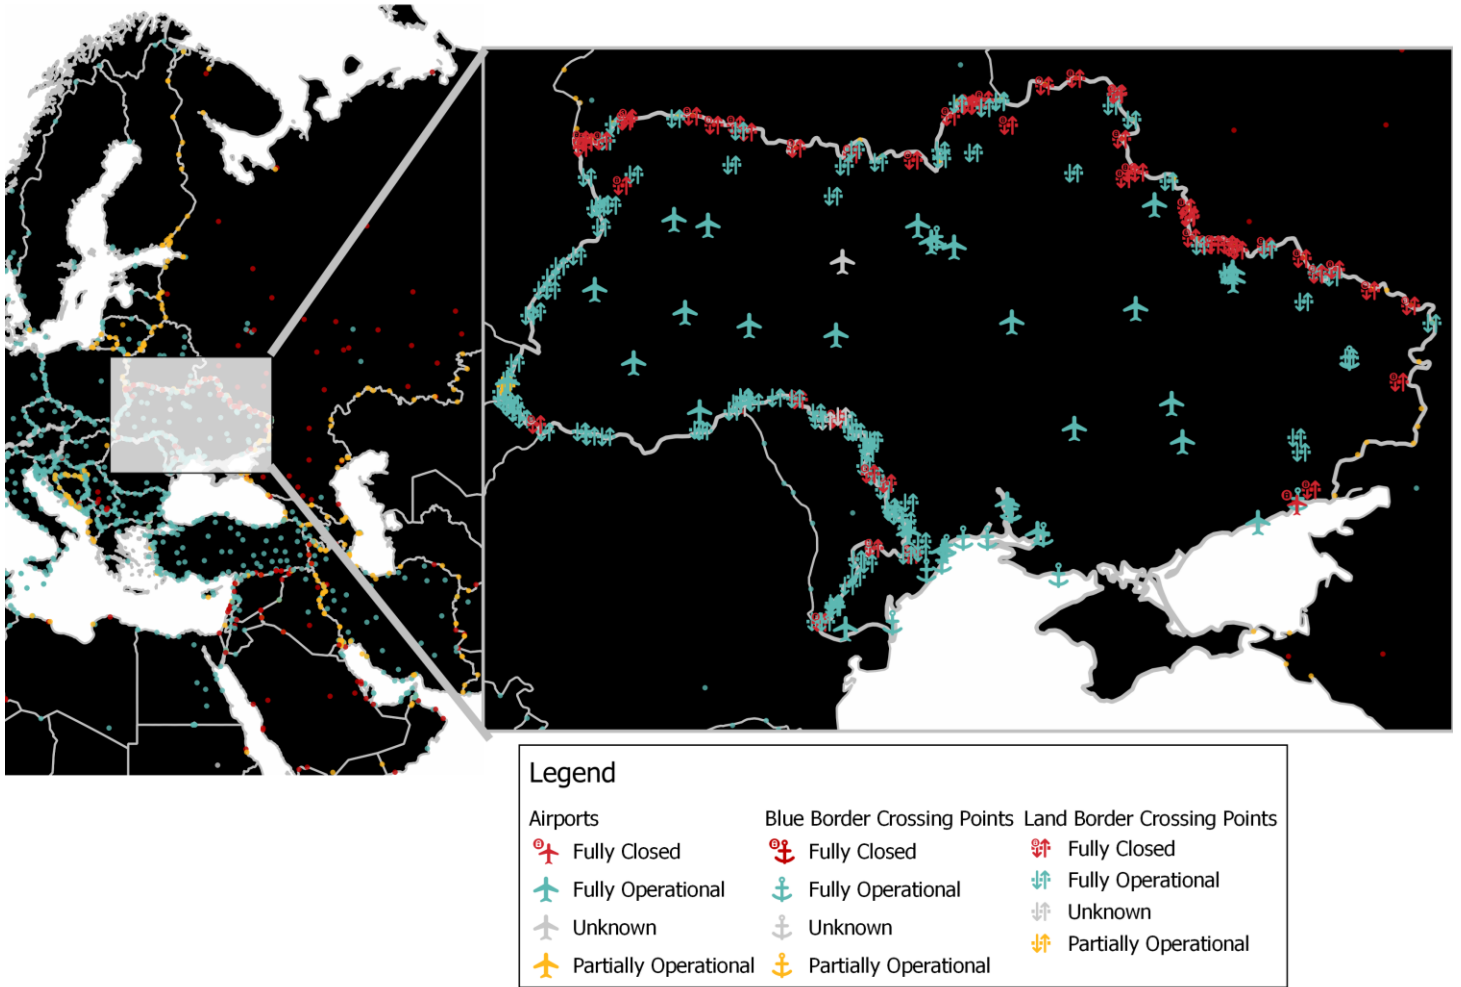 Legend
Airports Blue Border Crossing Points Land Border Crossing Points
Fully Closed Fully Closed Fully Closed
Fully Operational Fully Operational Fully Operational
Unknown Unknown Unknown
Partially Operational Partially Operational Partially Operational